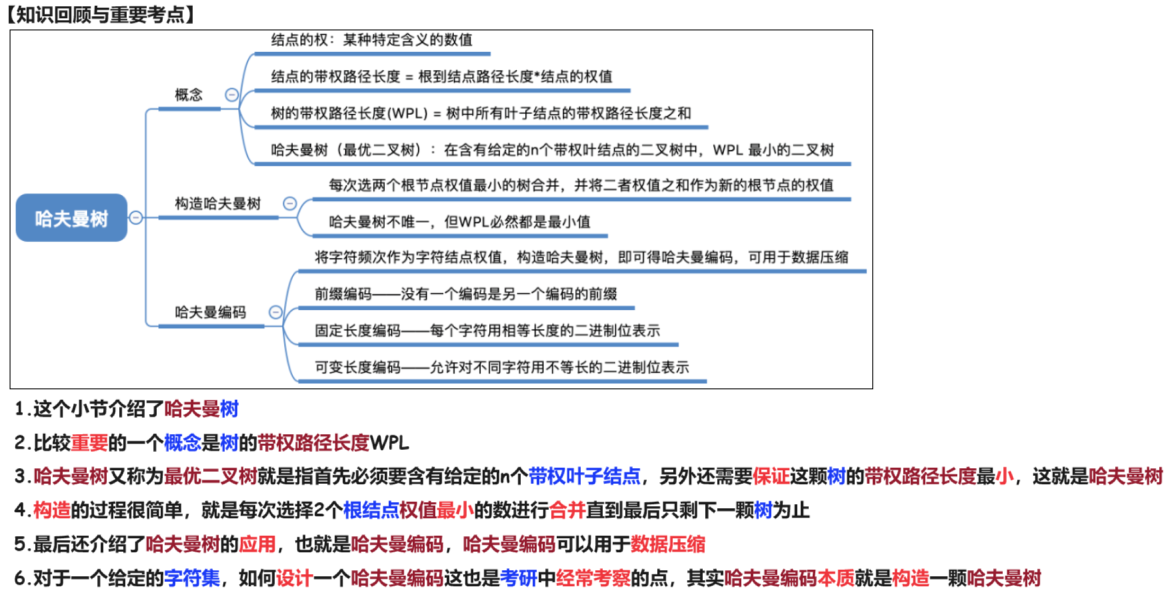 【知识回顾与重要考点】
结点的权：某种特定含义的数值
结点的带权路径长度 = 根到结点路径长度*结点的权值
概念
树的带权路径长度(WPL) = 树中所有叶子结点的带权路径长度之和
哈夫曼树（最优二叉树）：在含有给定的n个带权叶结点的二叉树中，WPL 最小的二叉树
每次选两个根节点权值最小的树合并，并将二者权值之和作为新的根节点的权值
构造哈夫曼树
哈夫曼树
哈夫曼树不唯一，但WPL必然都是最小值
将字符频次作为字符结点权值，构造哈夫曼树，即可得哈夫曼编码，可用于数据压缩
前缀编码——没有一个编码是另一个编码的前缀
哈夫曼编码
固定长度编码——每个字符用相等长度的二进制位表示
可变长度编码——允许对不同字符用不等长的二进制位表示
1.这个小节介绍了哈夫曼树
2.比较重要的一个概念是树的带权路径长度WPL
3.哈夫曼树又称为最优二叉树就是指首先必须要含有给定的n个带权叶子结点，另外还需要保证这颗树的带权路径长度最小，这就是哈夫曼树
4.构造的过程很简单，就是每次选择2个根结点权值最小的数进行合并直到最后只剩下一颗树为止
5.最后还介绍了哈夫曼树的应用，也就是哈夫曼编码，哈夫曼编码可以用于数据压缩
6.对于一个给定的字符集，如何设计一个哈夫曼编码这也是考研中经常考察的点，其实哈夫曼编码本质就是构造一颗哈夫曼树